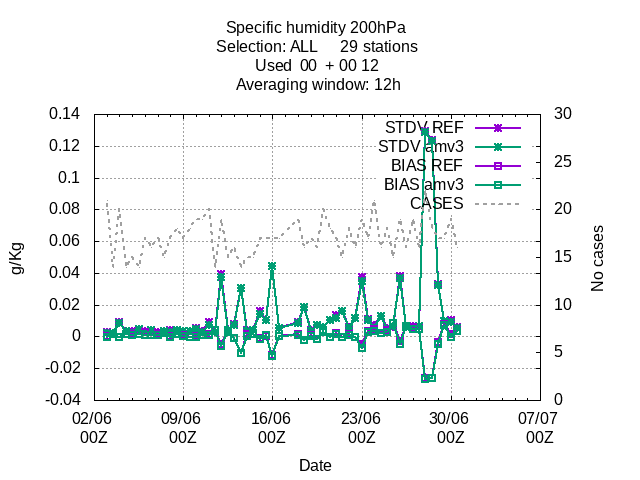 Specific humidity 200hPa
Selection: ALL 29 stations
Used 00 + 00 12
Averaging window: 12h
0.14
0.12
0.1
0.08
0.06
0.04
0.02
0
-0.02
-0.04
g/Kg
30
25
20
15
10
5
0
No cases
STDV REF
STDV amv3
BIAS REF
BIAS amv3
CASES
02/06 09/06 16/06 23/06 30/06 07/07
00Z 00Z 00Z 00Z 00Z 00Z
Date